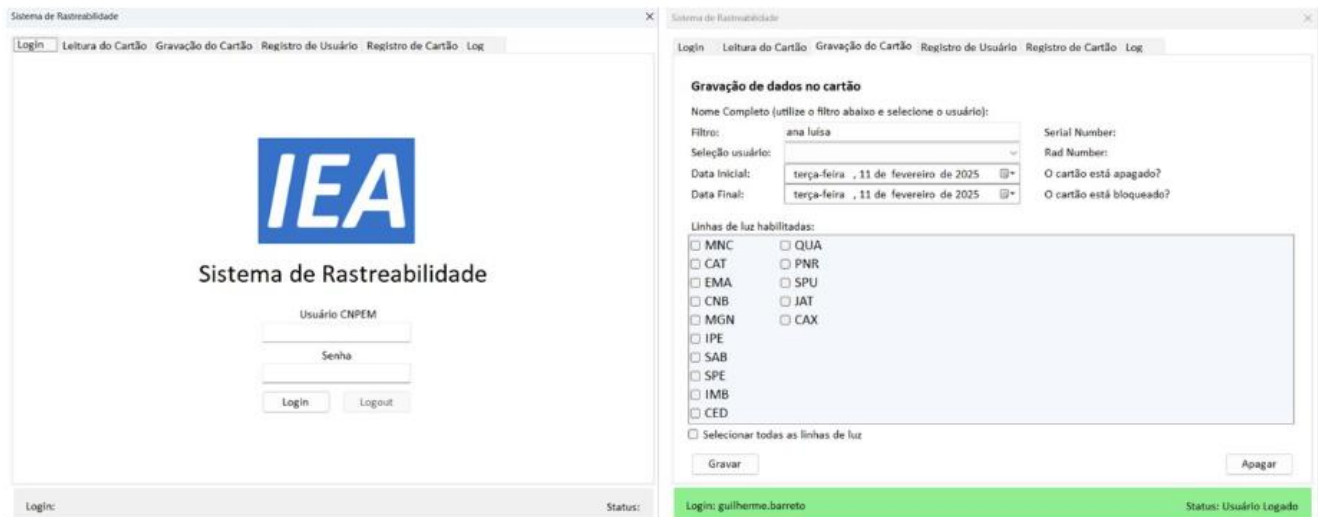 Sistema de Rastreabilidade
Login Leitura do Cartão Gravação do Cartão Registro de Usuário Registro de Cartão Log
IEA
Sistema de Rastreabilidade
Usuário CNPEM
Senha
Login Logout
Login: Status:
Sistema de Rastreabilidade
Login Leitura do Cartão Gravação do Cartão Registro de Usuário Registro de Cartão Log
Gravação de dados no cartão
Nome Completo (utilize o filtro abaixo e selecione o usuário):
Filtro: ana luísa Serial Number:
Seleção usuário: Rad Number:
Data Inicial: terça-feira , 11 de fevereiro de 2025 O cartão está apagado?
Data Final: terça-feira , 11 de fevereiro de 2025 O cartão está bloqueado?
Linhas de luz habilitadas:
MNC QUA
CAT PNR
EMA SPU
CNB JAT
MGN CAX
IPE
SAB
SPE
IMB
CED
Selecionar todas as linhas de luz
Gravar Apagar
Login: guilherme.barreto Status: Usuário Logado